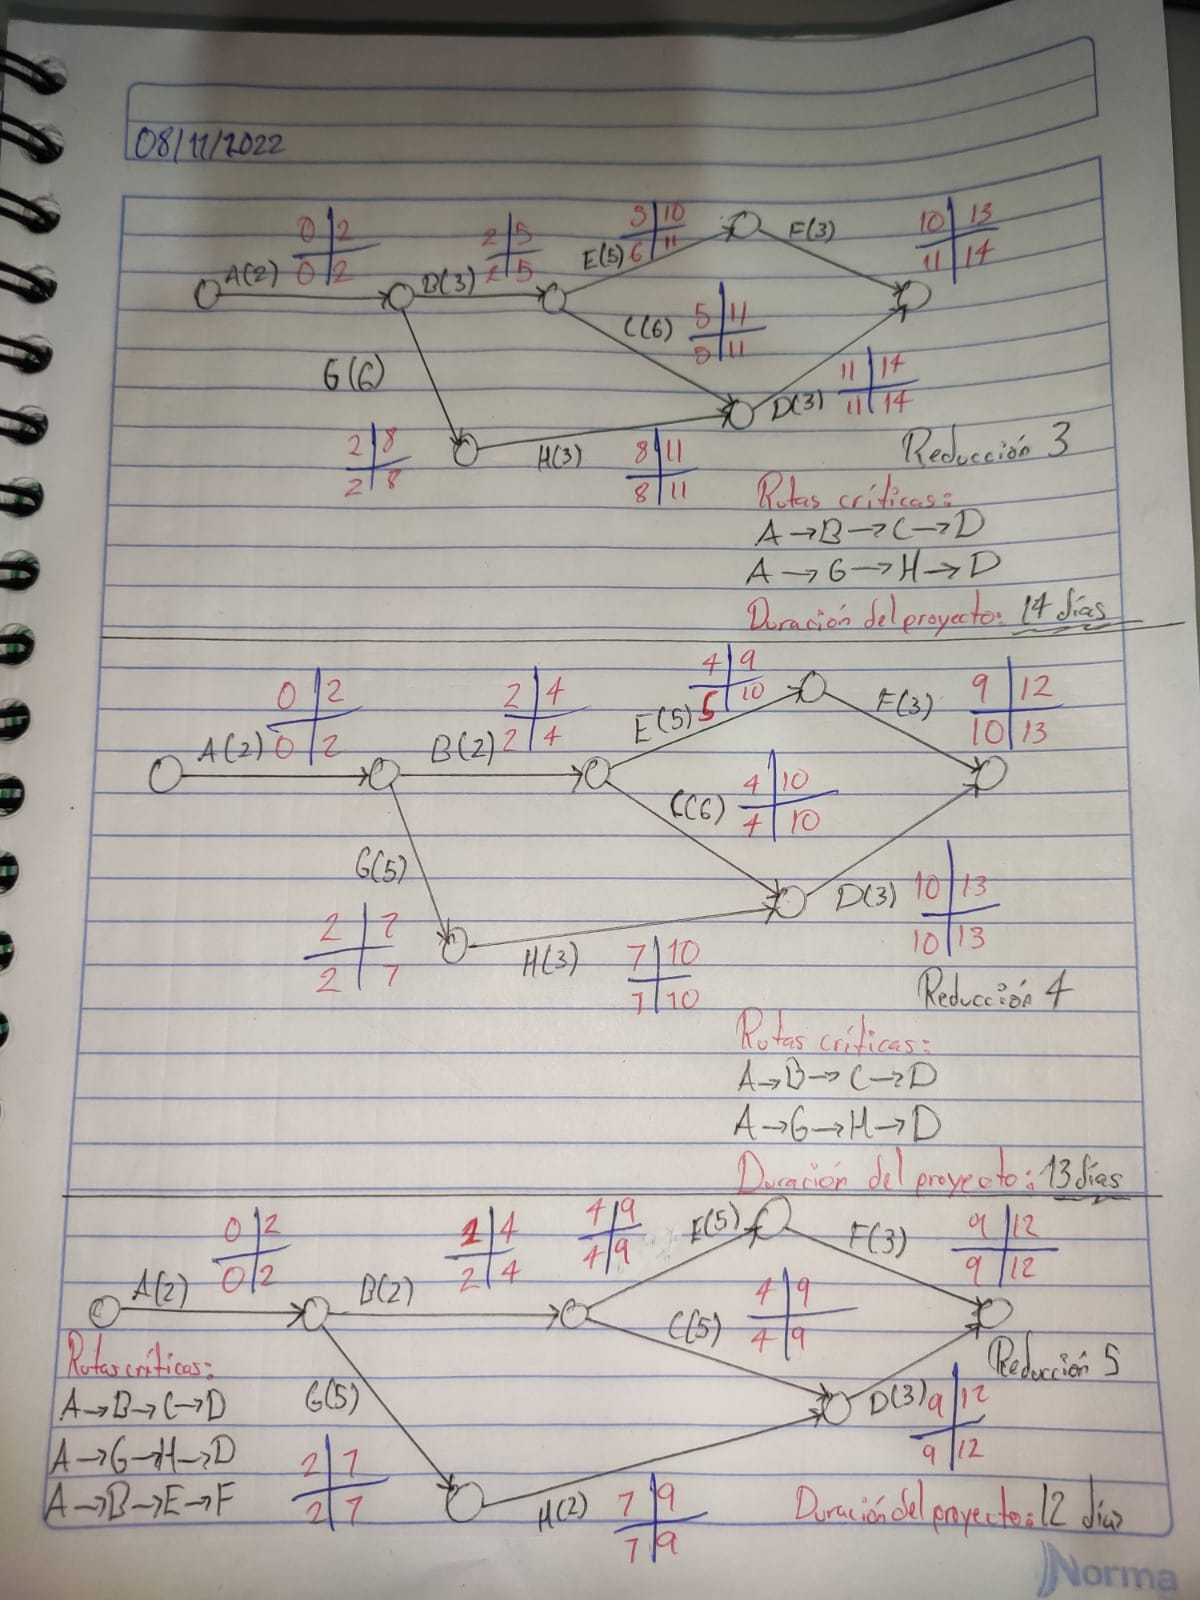 08/11/2022
A(2)
0 2
0 2
B(3)
2 5
2 5
E(5)
10
6 11
F(3)
10 13
11 14
C(6)
5 11
5 11
G(6)
2 8
2 8
H(3)
8 11
8 11
D(3)
11 14
11 14
Reducción 3
Rutas críticas:
A→B→C→D
A→G→H→D
Duración del proyecto: 14 días
A(2)
0 2
0 2
B(2)
2 4
2 4
E(5)
4 9
5 10
F(3)
9 12
10 13
C(6)
4 10
4 10
G(5)
2 7
2 7
H(3)
7 10
7 10
D(3)
10 13
10 13
Reducción 4
Rutas críticas:
A→B→C→D
A→G→H→D
Duración del proyecto: 13 días
A(2)
0 2
0 2
B(2)
2 4
2 4
4 9
4 9
E(5)
F(3)
9 12
9 12
C(5)
4 9
4 9
Reducción 5
D(3)
9 12
9 12
G(5)
2 7
2 7
H(2)
7 9
7 9
Rutas críticas:
A→B→C→D
A→G→H→D
A→B→E→F
Duración del proyecto: 12 días
Norma